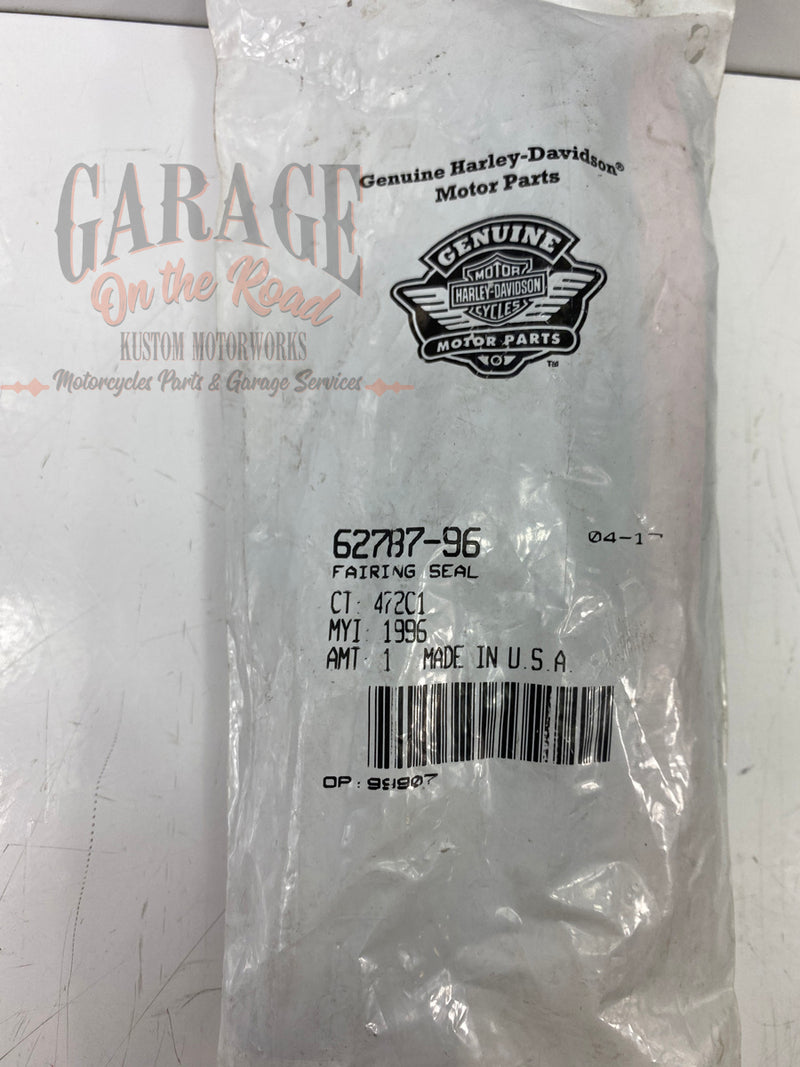 Genuine Harley-Davidson®
Motor Parts
GARAGE
On the Road
KUSTOM MOTORWORKS
Motorcycles Parts & Garage Services
GENUINE
MOTOR
HARLEY-DAVIDSON
CYCLES
MOTOR PARTS
TM
62787-96
FAIRING SEAL
CT: 472C1
MYI: 1996
AMT: 1 MADE IN U.S.A.
OP: